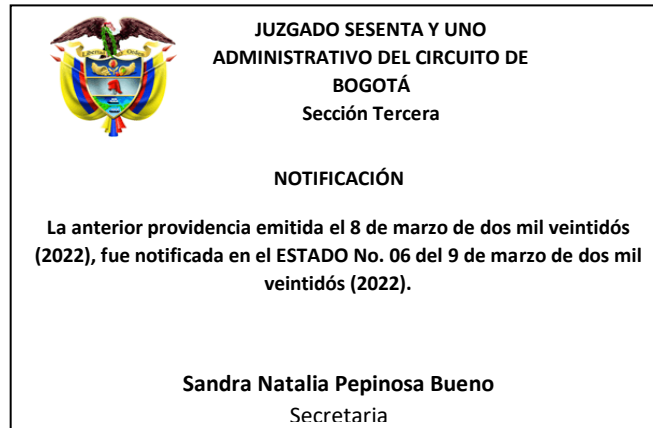 JUZGADO SESENTA Y UNO
ADMINISTRATIVO DEL CIRCUITO DE
BOGOTÁ
Sección Tercera
NOTIFICACIÓN
La anterior providencia emitida el 8 de marzo de dos mil veintidós
(2022), fue notificada en el ESTADO No. 06 del 9 de marzo de dos mil
veintidós (2022).
Sandra Natalia Pepinosa Bueno
Secretaria